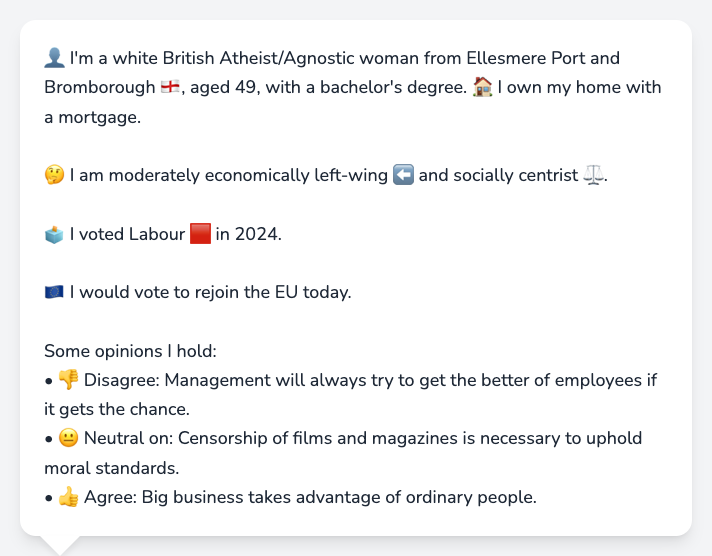 👤 I'm a white British Atheist/Agnostic woman from Ellesmere Port and
Bromborough 🏴󠁧󠁢󠁥󠁮󠁧󠁿, aged 49, with a bachelor's degree. 🏠 I own my home with
a mortgage.
🤔 I am moderately economically left-wing ⬅️ and socially centrist ⚖️.
🗳️ I voted Labour 🟥 in 2024.
🇪🇺 I would vote to rejoin the EU today.
Some opinions I hold:
• 👎 Disagree: Management will always try to get the better of employees if
it gets the chance.
• 😐 Neutral on: Censorship of films and magazines is necessary to uphold
moral standards.
• 👍 Agree: Big business takes advantage of ordinary people.